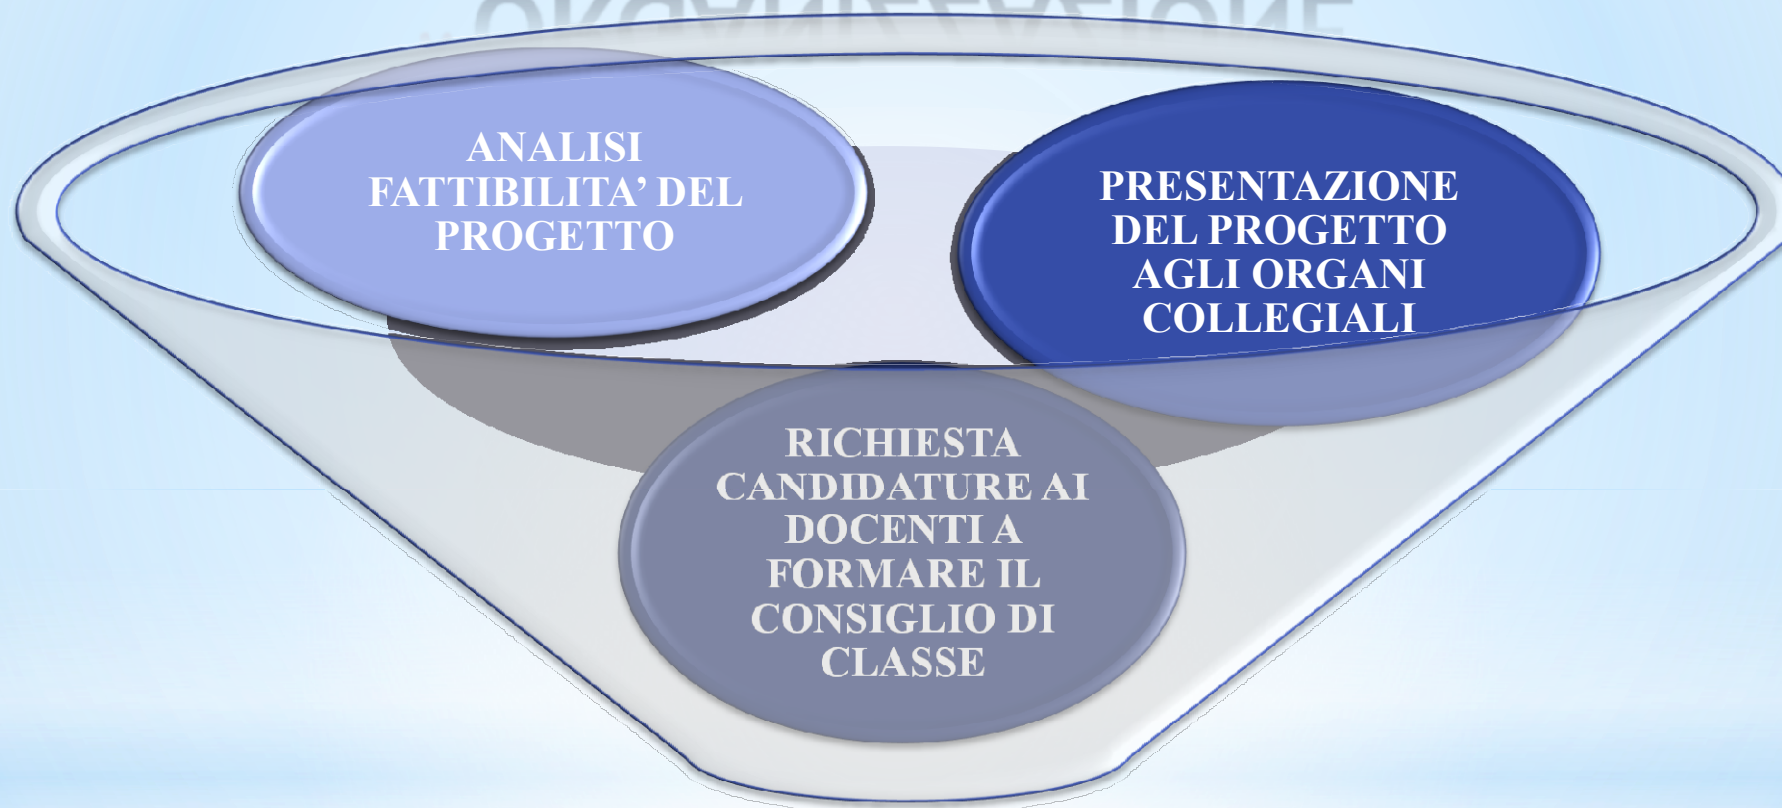 ORGANIZZAZIONE
ANALISI
FATTIBILITA’ DEL
PROGETTO
PRESENTAZIONE
DEL PROGETTO
AGLI ORGANI
COLLEGIALI
RICHIESTA
CANDIDATURE AI
DOCENTI A
FORMARE IL
CONSIGLIO DI
CLASSE